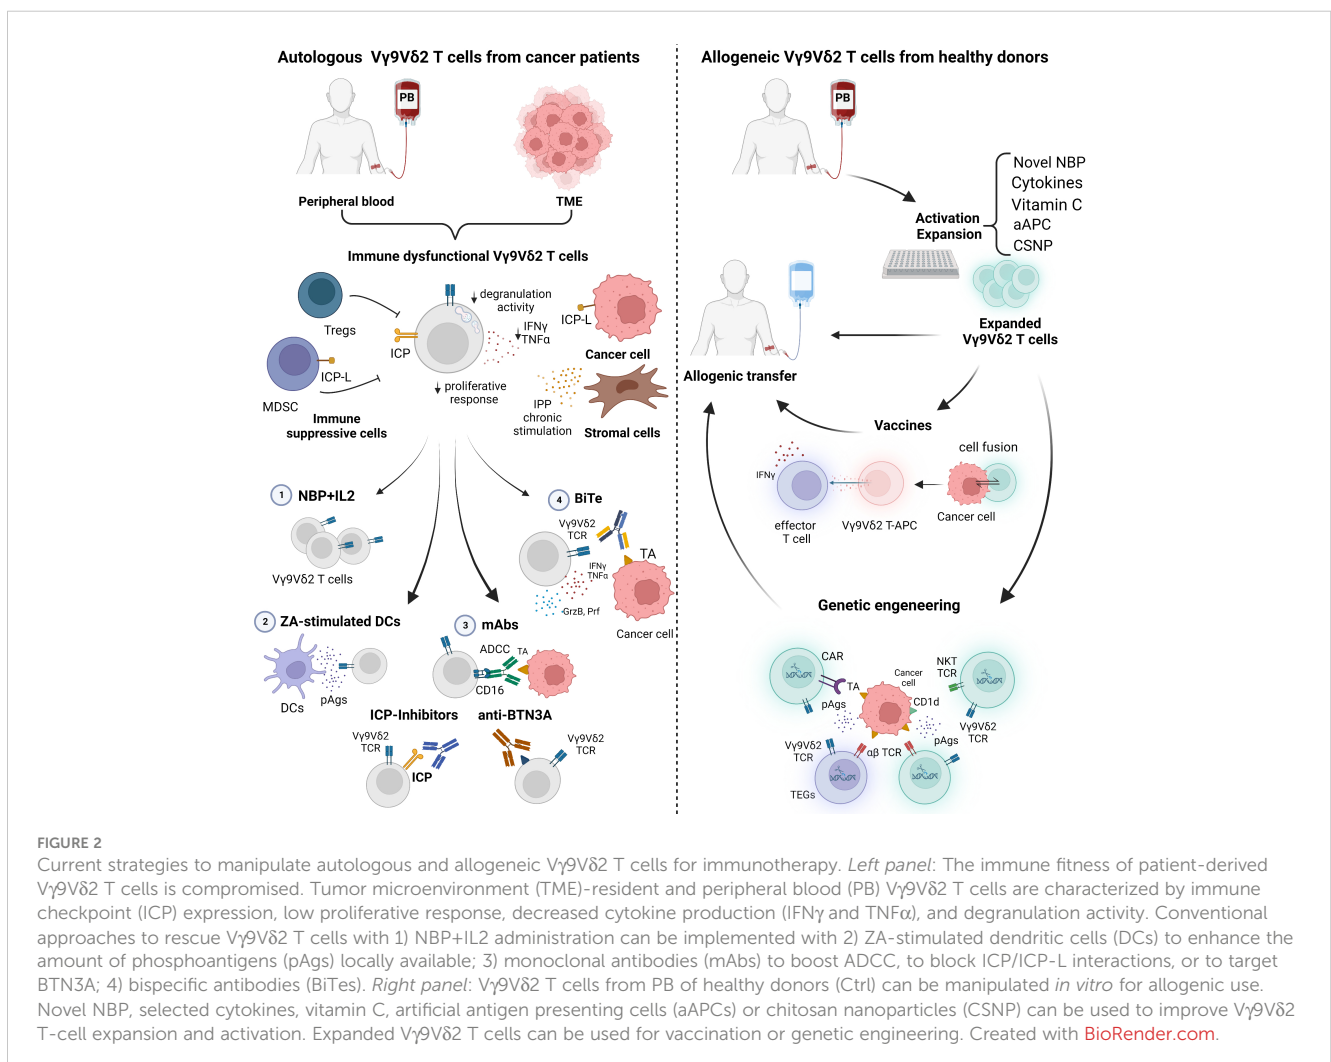 Autologous Vγ9Vδ2 T cells from cancer patients
PB
Peripheral blood
TME
Immune dysfunctional Vγ9Vδ2 T cells
Tregs
ICP
degranulation
activity
IFNγ
TNFα
ICP-L
Cancer cell
MDSC
ICP-L
Immune
suppressive cells
proliferative
response
IPP
chronic
stimulation
Stromal cells
1 NBP+IL2
Vγ9Vδ2 T cells
2 ZA-stimulated DCs
DCs
pAgs
3 mAbs
ADCC
TA
CD16
ICP-Inhibitors
Vγ9Vδ2
TCR
ICP
anti-BTN3A
Vγ9Vδ2
TCR
4 BiTe
Vγ9Vδ2
TCR
TA
IFNγ
TNFα
GrzB, Prf
Cancer cell
Allogeneic Vγ9Vδ2 T cells from healthy donors
PB
Activation
Expansion
Novel NBP
Cytokines
Vitamin C
aAPC
CSNP
Expanded
Vγ9Vδ2 T cells
Allogenic transfer
Vaccines
cell fusion
IFNγ
effector
T cell
Vγ9Vδ2 T-APC
Cancer cell
Genetic engeneering
CAR
TA
pAgs
Cancer
cell
CD1d
NKT
TCR
Vγ9Vδ2
TCR
pAgs
Vγ9Vδ2
TCR
αβ TCR
TEGs
FIGURE 2
Current strategies to manipulate autologous and allogeneic Vγ9Vδ2 T cells for immunotherapy. Left panel: The immune fitness of patient-derived
Vγ9Vδ2 T cells is compromised. Tumor microenvironment (TME)-resident and peripheral blood (PB) Vγ9Vδ2 T cells are characterized by immune
checkpoint (ICP) expression, low proliferative response, decreased cytokine production (IFNγ and TNFα), and degranulation activity. Conventional
approaches to rescue Vγ9Vδ2 T cells with 1) NBP+IL2 administration can be implemented with 2) ZA-stimulated dendritic cells (DCs) to enhance the
amount of phosphoantigens (pAgs) locally available; 3) monoclonal antibodies (mAbs) to boost ADCC, to block ICP/ICP-L interactions, or to target
BTN3A; 4) bispecific antibodies (BiTes). Right panel: Vγ9Vδ2 T cells from PB of healthy donors (Ctrl) can be manipulated in vitro for allogenic use.
Novel NBP, selected cytokines, vitamin C, artificial antigen presenting cells (aAPCs) or chitosan nanoparticles (CSNP) can be used to improve Vγ9Vδ2
T-cell expansion and activation. Expanded Vγ9Vδ2 T cells can be used for vaccination or genetic engineering. Created with BioRender.com.